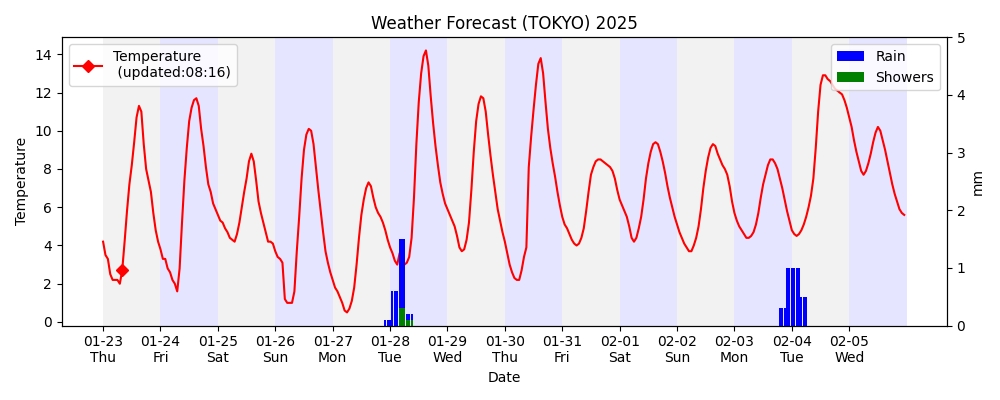 Weather Forecast (TOKYO) 2025
Temperature
(updated:08:16)
Rain
Showers
Temperature
14
12
10
8
6
4
2
0
5
4
3
2
1
0
mm
01-23 01-24 01-25 01-26 01-27 01-28 01-29 01-30 01-31 02-01 02-02 02-03 02-04 02-05
Thu Fri Sat Sun Mon Tue Wed Thu Fri Sat Sun Mon Tue Wed
Date